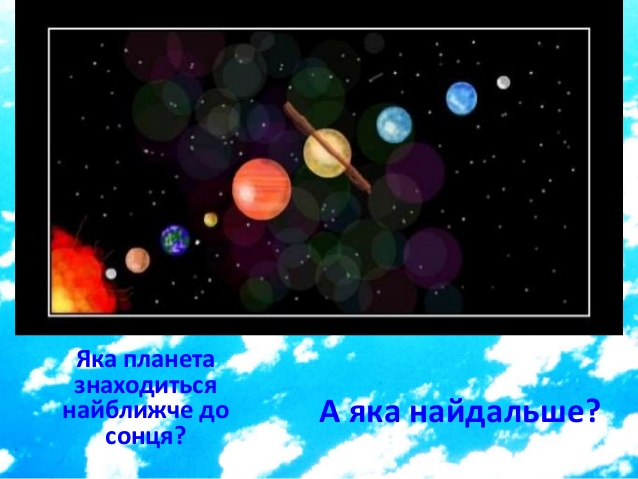 Яка планета
знаходиться
найближче до
сонця?
А яка найдальше?